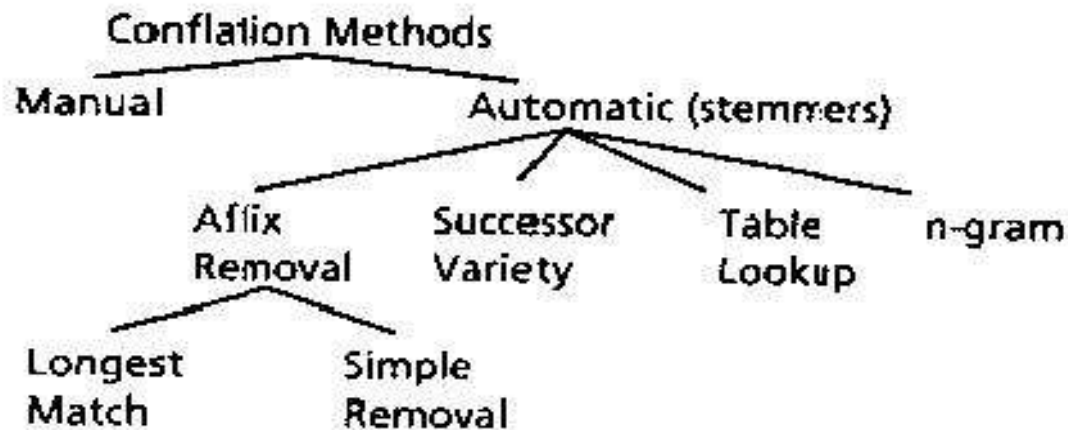 Conflation Methods
Manual
Automatic (stemmers)
Affix
Removal
Successor
Variety
Table
Lookup
n-gram
Longest
Match
Simple
Removal